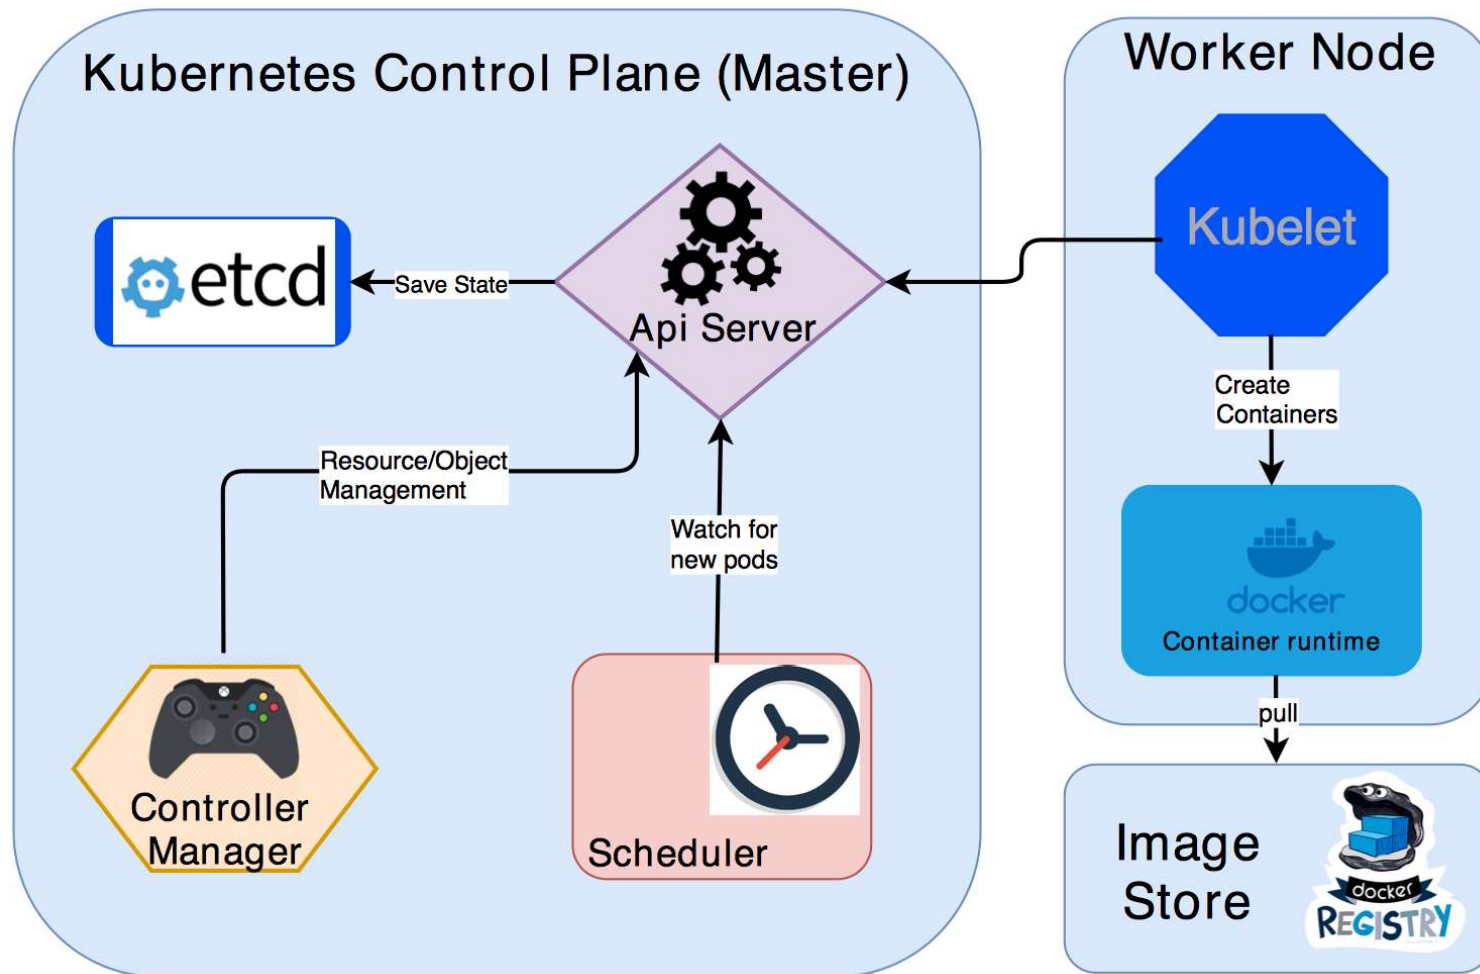 Kubernetes Control Plane (Master)
etcd
Save State
Api Server
Resource/Object
Management
Watch for
new pods
Controller
Manager
Scheduler
Worker Node
Kubelet
Create
Containers
docker
Container runtime
pull
Image
Store
docker
REGISTRY